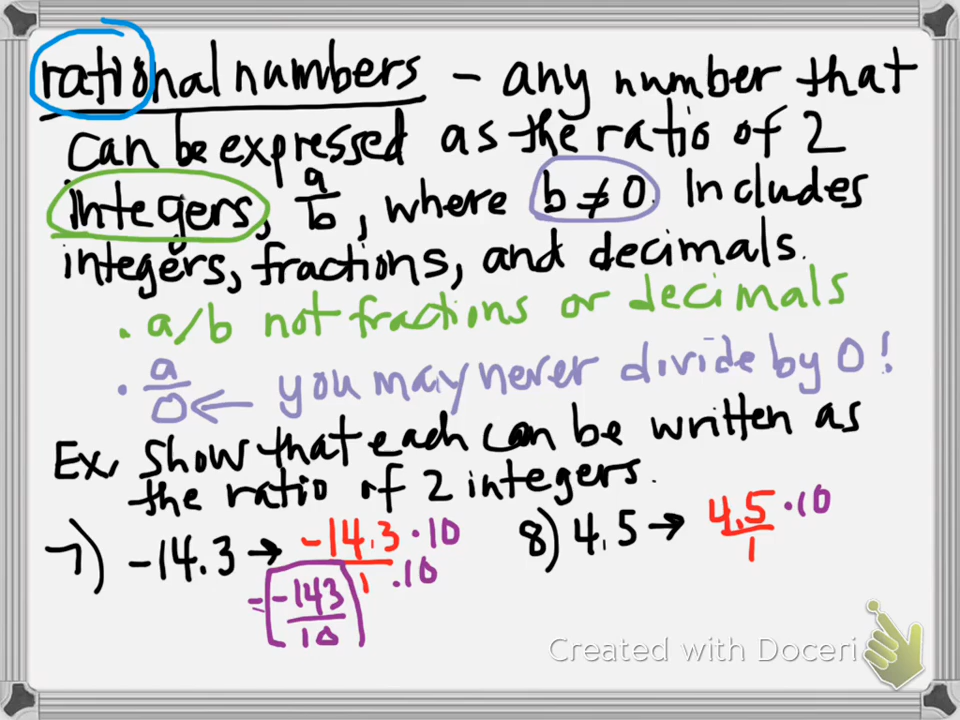 rational numbers - any number that
can be expressed as the ratio of 2
integers, a/b, where b ≠ 0. Includes
integers, fractions, and decimals.
• a/b not fractions or decimals
• a/0 ← you may never divide by 0!
Ex. Show that each can be written as
the ratio of 2 integers.
7) -14.3 → -14.3/1 •10/•10
= -143/10
8) 4.5 → 4.5/1 •10
Created with Doceri